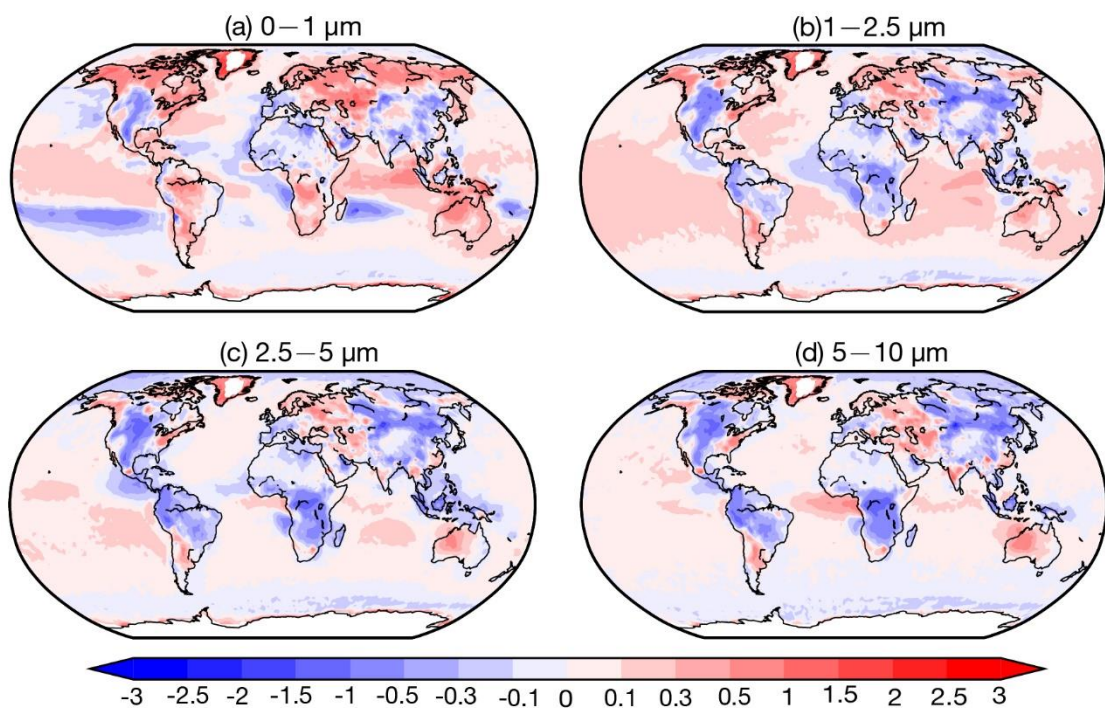 (a) 0—1 µm
(b)1—2.5 µm
(c) 2.5—5 µm
(d) 5—10 µm
-3 -2.5 -2 -1.5 -1 -0.5 -0.3 -0.1 0 0.1 0.3 0.5 1 1.5 2 2.5 3